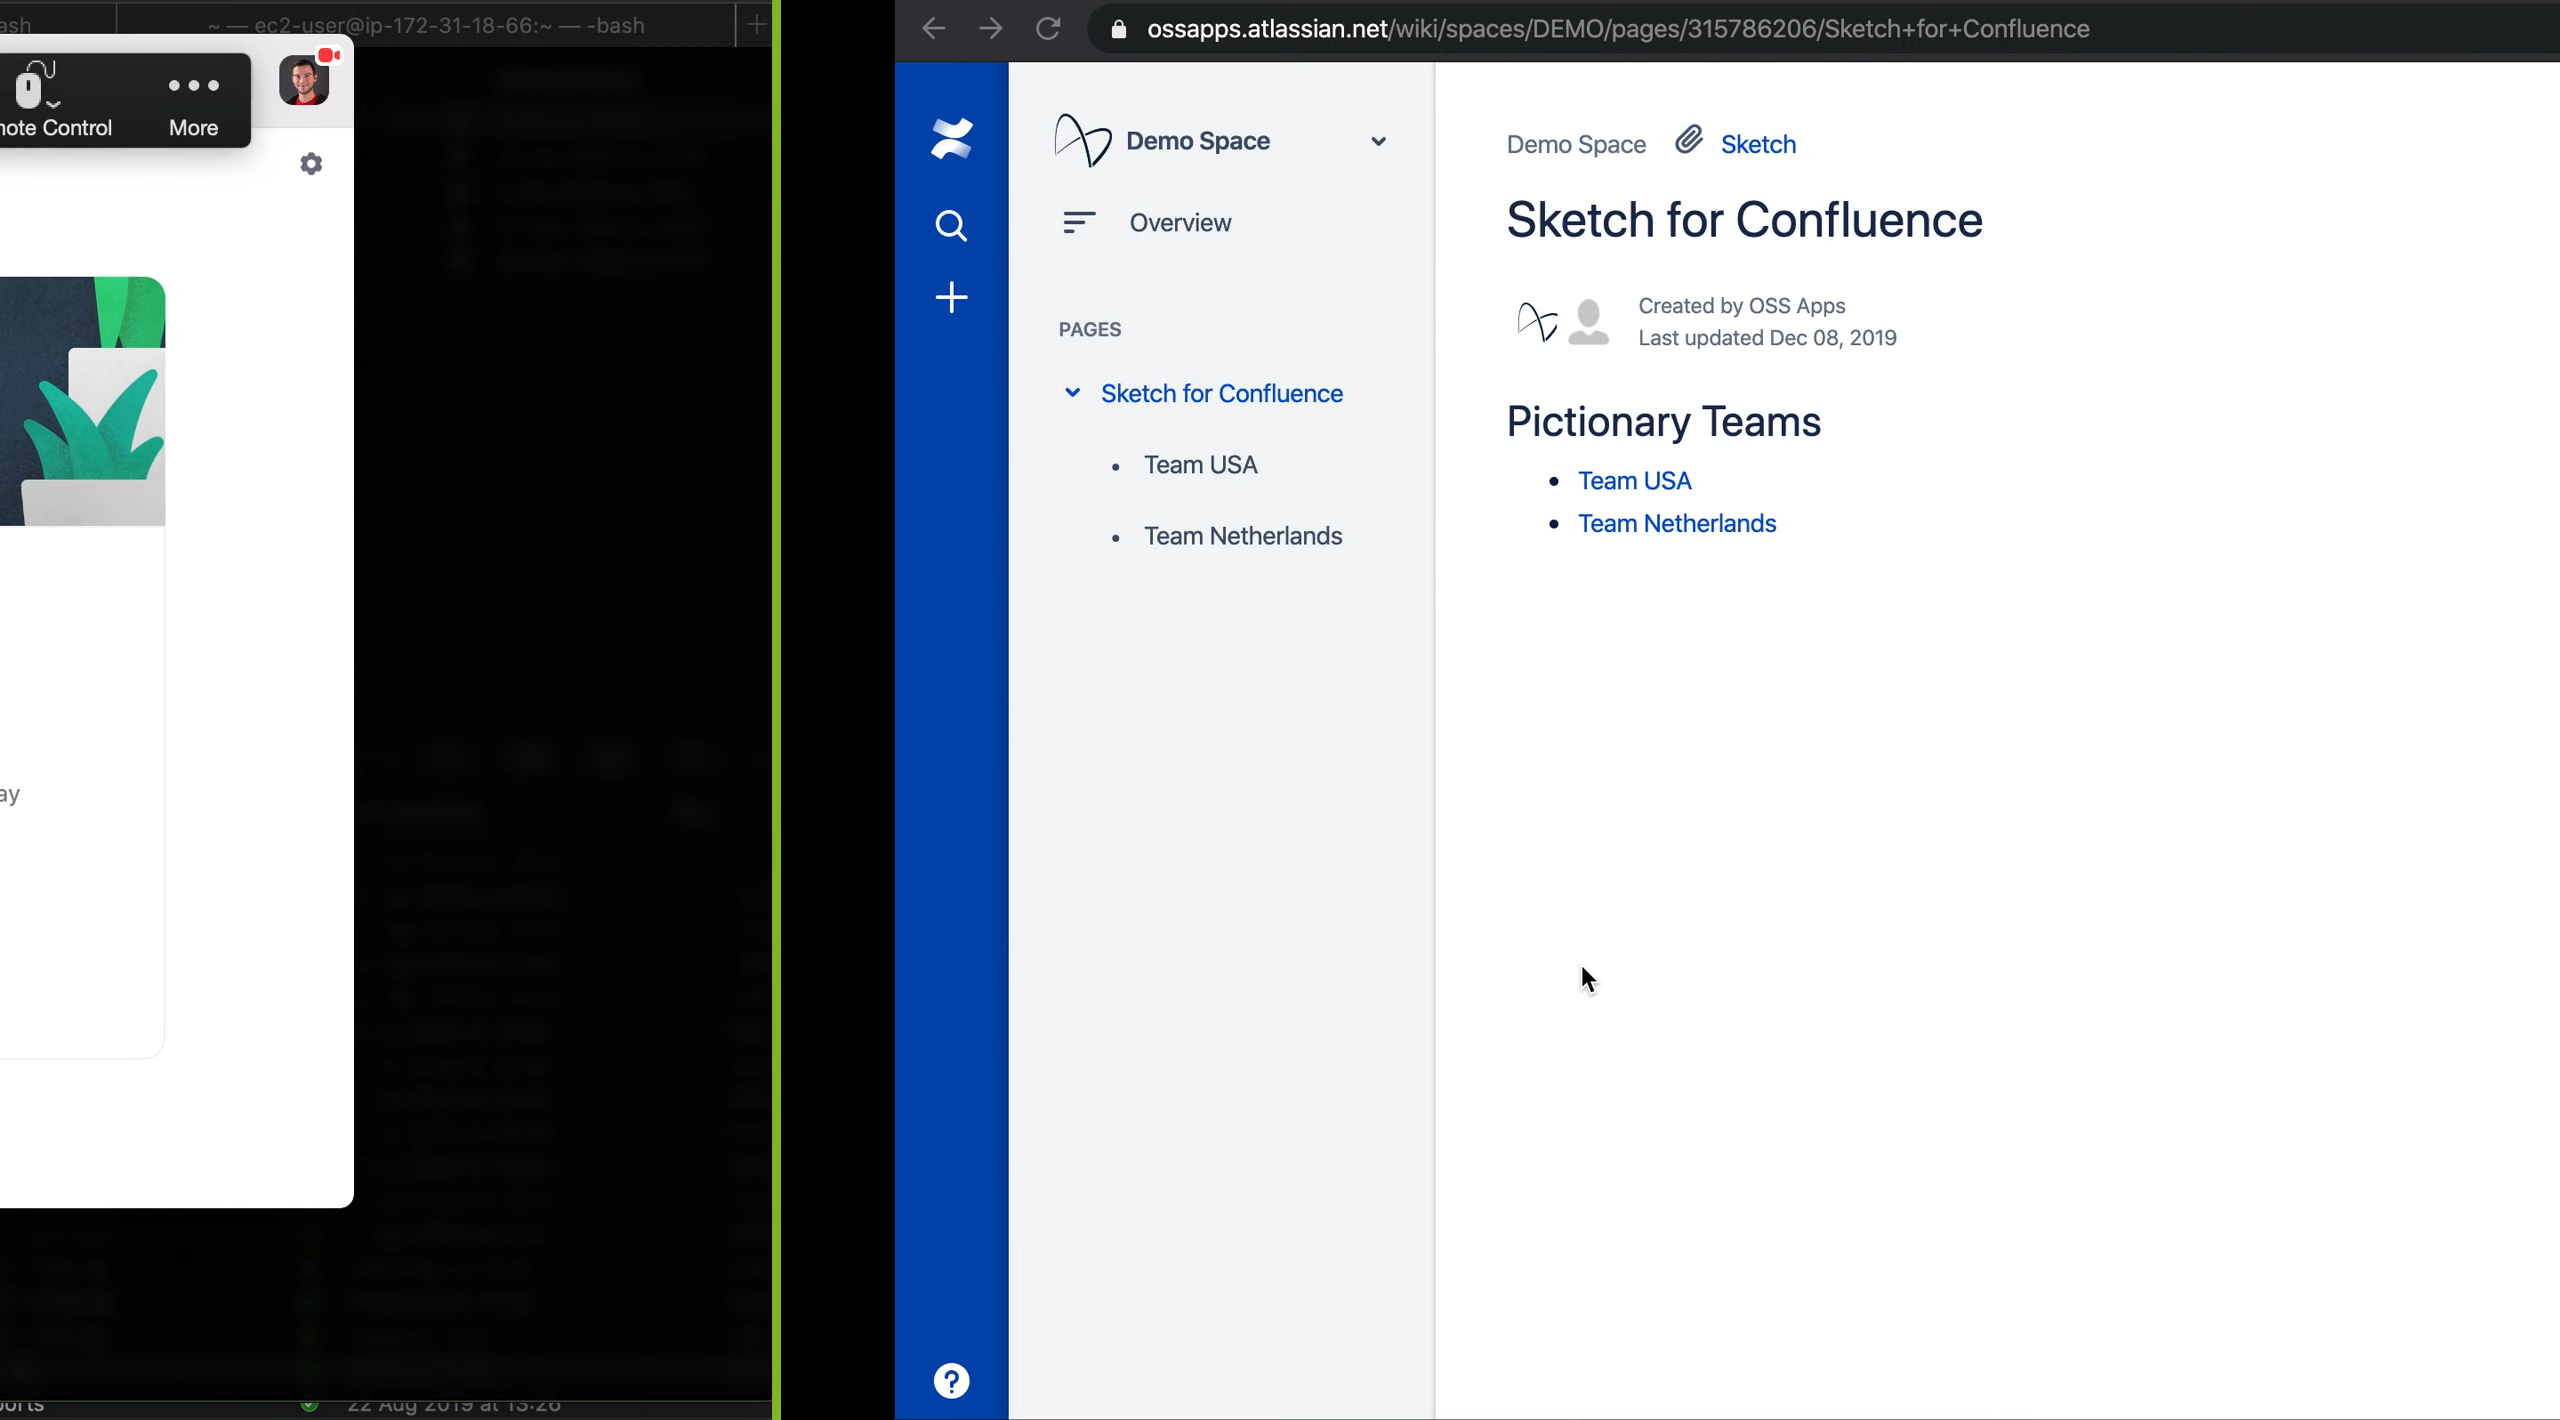 ash
~ — ec2-user@ip-172-31-18-66:~ — -bash
note Control
More
ay
22 Aug 2019 at 13:26
ossapps.atlassian.net/wiki/spaces/DEMO/pages/315786206/Sketch+for+Confluence
Demo Space
Overview
PAGES
Sketch for Confluence
Team USA
Team Netherlands
Demo Space Sketch
Sketch for Confluence
Created by OSS Apps
Last updated Dec 08, 2019
Pictionary Teams
Team USA
Team Netherlands